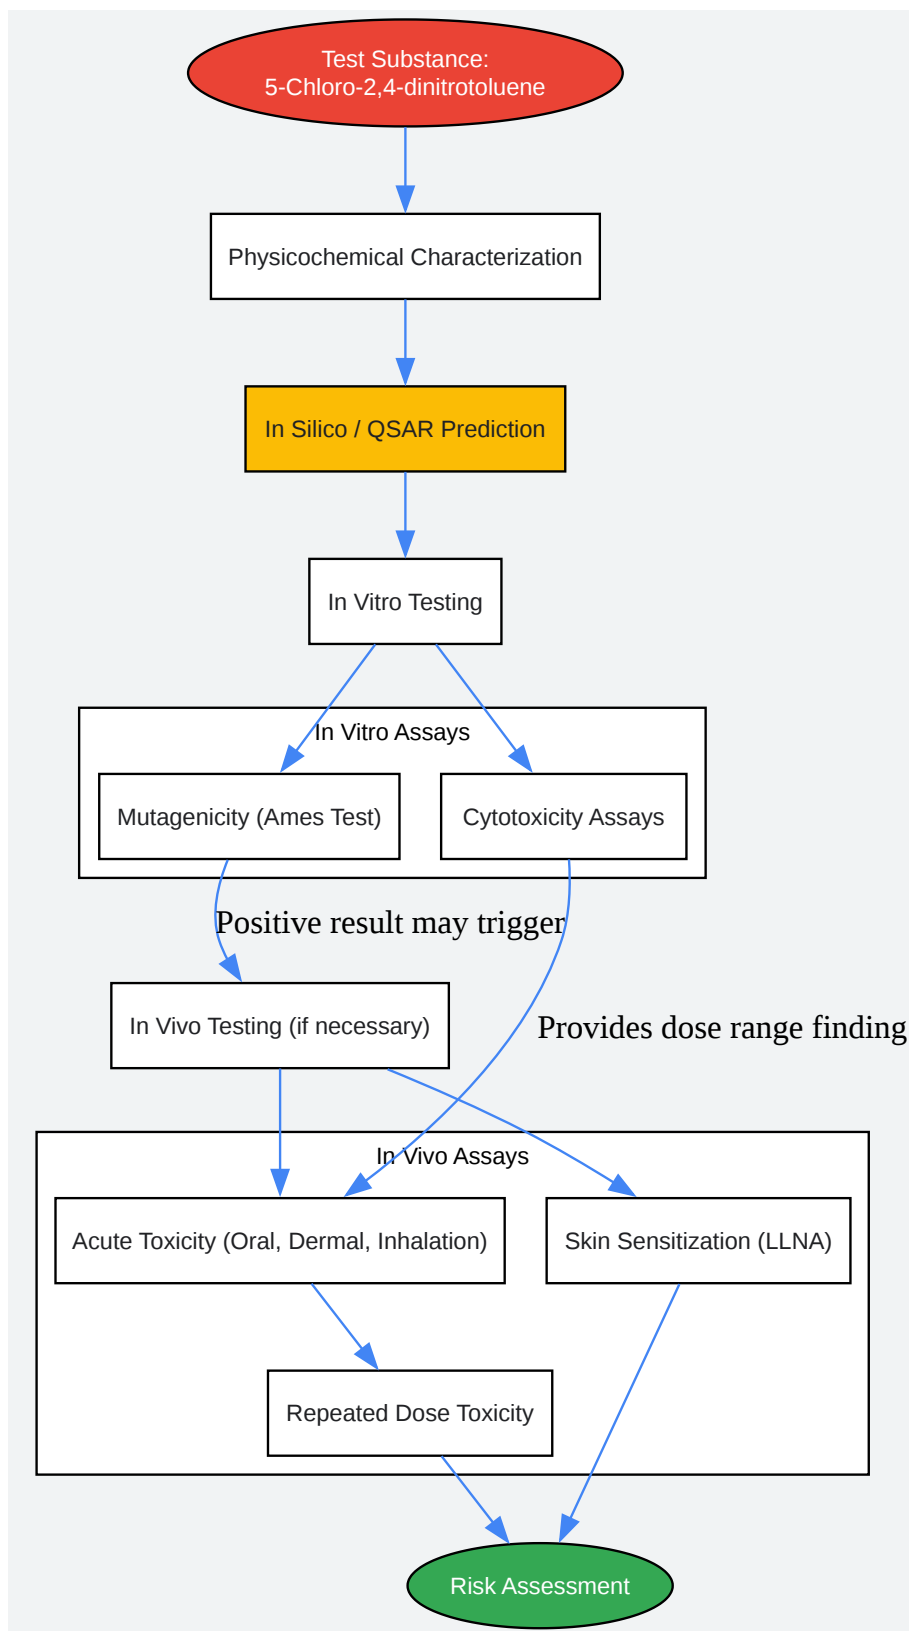 Test Substance:
5-Chloro-2,4-dinitrotoluene
Physicochemical Characterization
In Silico / QSAR Prediction
In Vitro Testing
In Vitro Assays
Mutagenicity (Ames Test)
Cytotoxicity Assays
Positive result may trigger
In Vivo Testing (if necessary)
Provides dose range finding
In Vivo Assays
Acute Toxicity (Oral, Dermal, Inhalation)
Skin Sensitization (LLNA)
Repeated Dose Toxicity
Risk Assessment